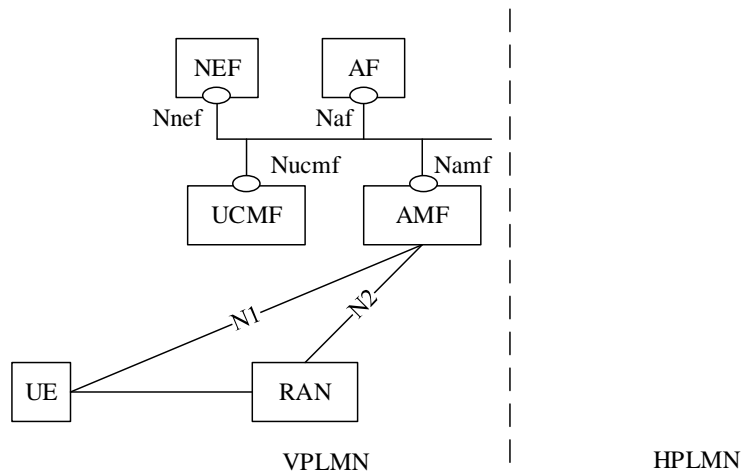 NEF
AF
Nnef
Naf
Nucmf
Namf
UCMF
AMF
N1
N2
UE
RAN
VPLMN
HPLMN